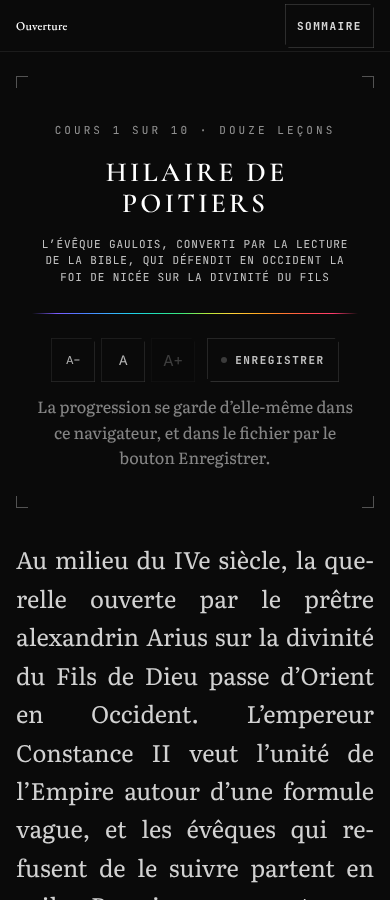 Ouverture
SOMMAIRE
COURS 1 SUR 10 · DOUZE LEÇONS
HILAIRE DE
POITIERS
L’ÉVÊQUE GAULOIS, CONVERTI PAR LA LECTURE
DE LA BIBLE, QUI DÉFENDIT EN OCCIDENT LA
FOI DE NICÉE SUR LA DIVINITÉ DU FILS
A− A A+ ENREGISTRER
La progression se garde d’elle-même dans
ce navigateur, et dans le fichier par le
bouton Enregistrer.
Au milieu du IVe siècle, la que-
relle ouverte par le prêtre
alexandrin Arius sur la divinité
du Fils de Dieu passe d’Orient
en Occident. L’empereur
Constance II veut l’unité de
l’Empire autour d’une formule
vague, et les évêques qui re-
fusent de le suivre partent en